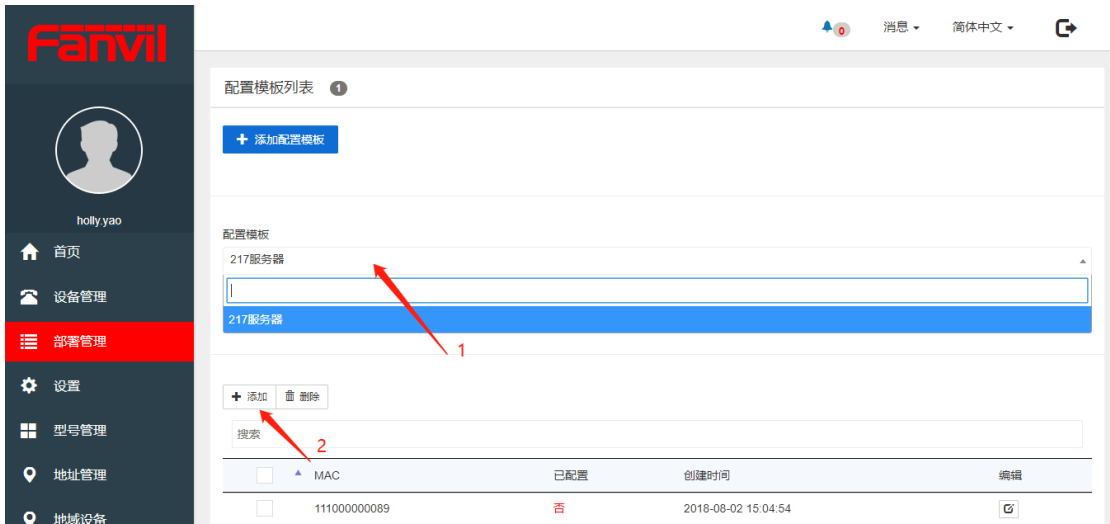 Fanvil
0
消息
简体中文
holly.yao
首页
设备管理
部署管理
设置
型号管理
地址管理
地域设备
配置模板列表 1
添加配置模板
配置模板
217服务器
217服务器
1
添加 删除
2
搜索
MAC 已配置 创建时间 编辑
111000000089 否 2018-08-02 15:04:54